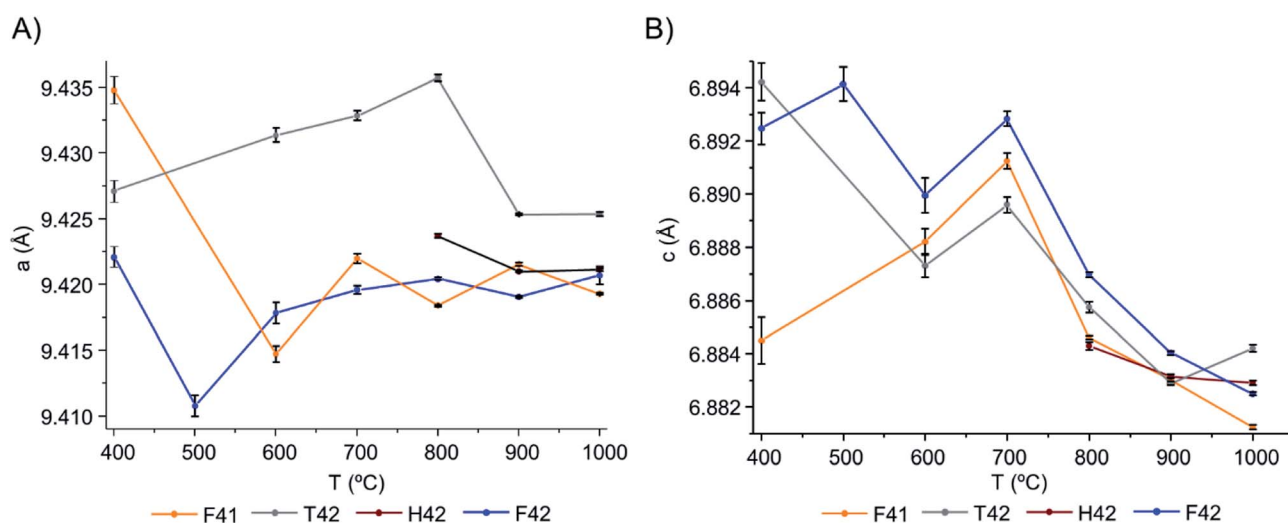 A)
a (Å)
9.435
9.430
9.425
9.420
9.415
9.410
400 500 600 700 800 900 1000
T (ºC)
F41 T42 H42 F42
B)
c (Å)
6.894
6.892
6.890
6.888
6.886
6.884
6.882
400 500 600 700 800 900 1000
T (ºC)
F41 T42 H42 F42